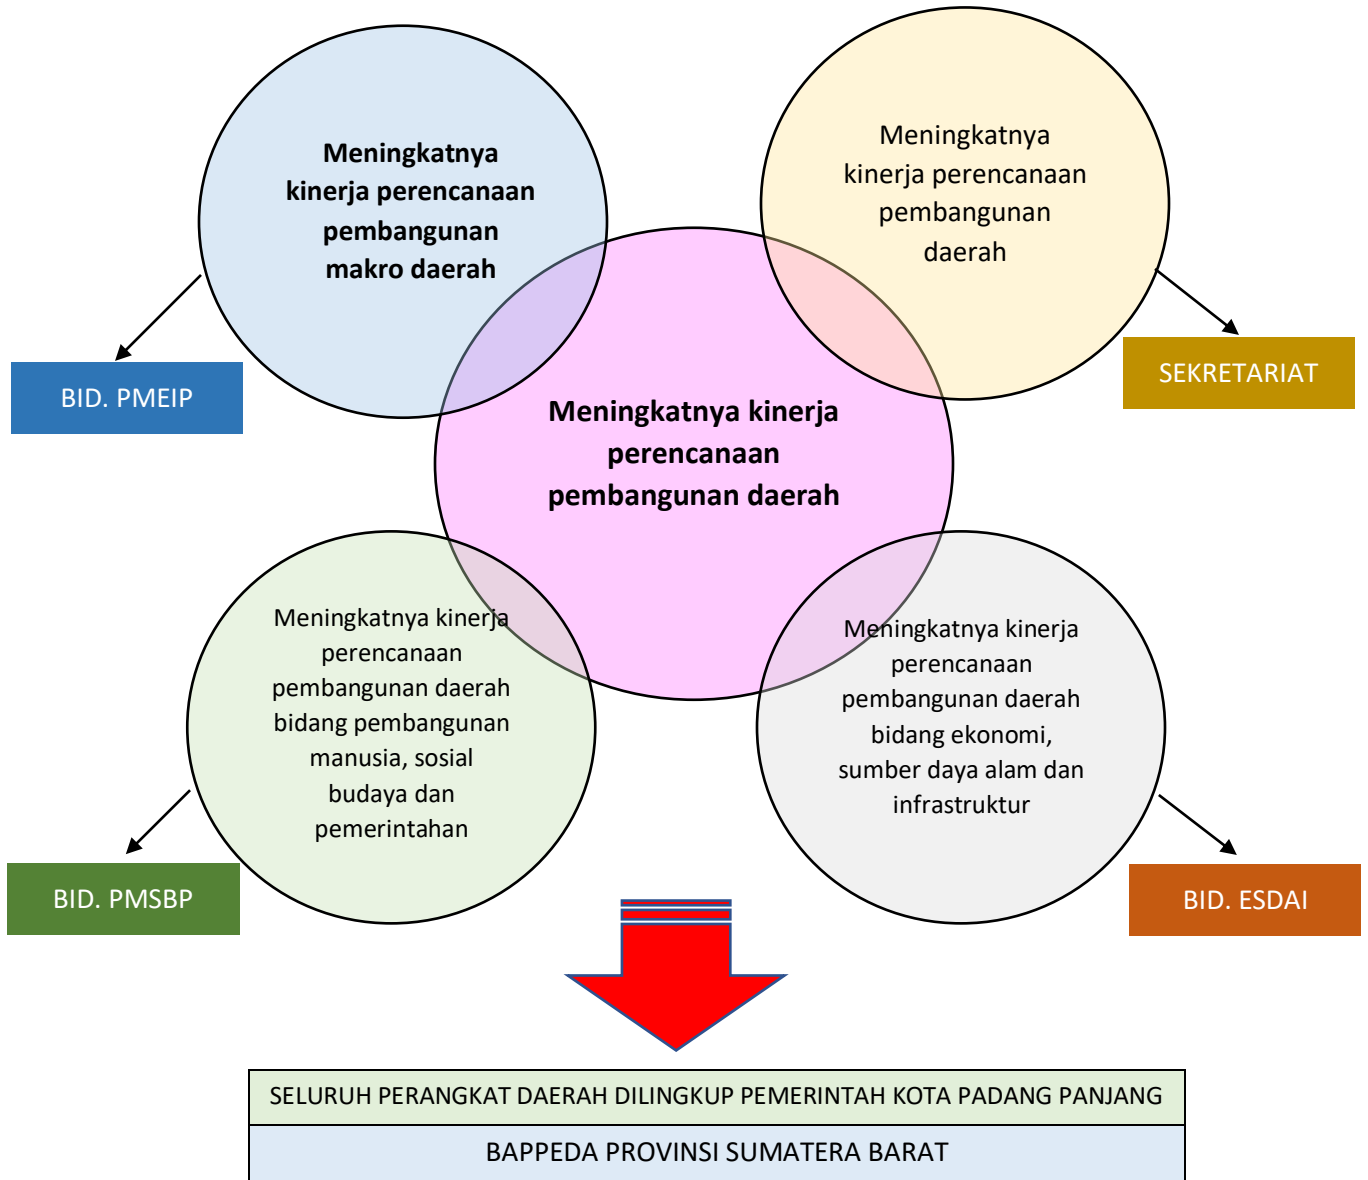 Meningkatnya
kinerja perencanaan
pembangunan
makro daerah
Meningkatnya
kinerja perencanaan
pembangunan
daerah
BID. PMEIP
SEKRETARIAT
Meningkatnya kinerja
perencanaan
pembangunan daerah
Meningkatnya kinerja
perencanaan
pembangunan daerah
bidang pembangunan
manusia, sosial
budaya dan
pemerintahan
Meningkatnya kinerja
perencanaan
pembangunan daerah
bidang ekonomi,
sumber daya alam dan
infrastruktur
BID. PMSBP
BID. ESDAI
SELURUH PERANGKAT DAERAH DILINGKUP PEMERINTAH KOTA PADANG PANJANG
BAPPEDA PROVINSI SUMATERA BARAT